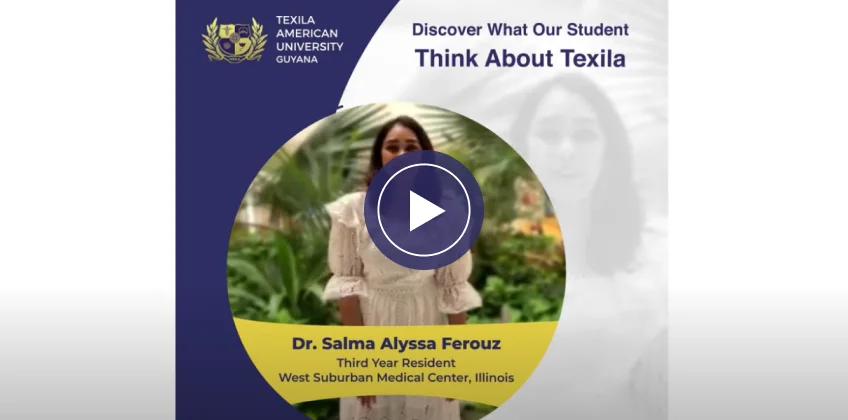 TEXILA
AMERICAN
UNIVERSITY
GUYANA
Discover What Our Student
Think About Texila
Dr. Salma Alyssa Ferouz
Third Year Resident
West Suburban Medical Center, Illinois